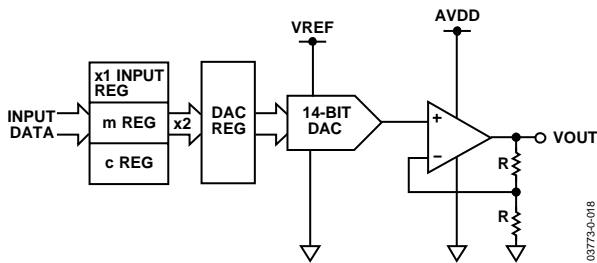 VREF
AVDD
x1 INPUT
REG
INPUT
DATA
m REG
x2
DAC
REG
14-BIT
DAC
+
–
VOUT
R
c REG
R
03773-0-018